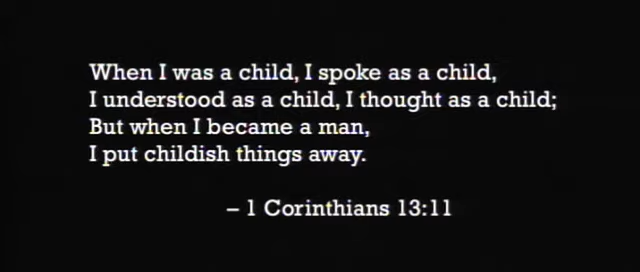 When I was a child, I spoke as a child,
I understood as a child, I thought as a child;
But when I became a man,
I put childish things away.
– 1 Corinthians 13:11